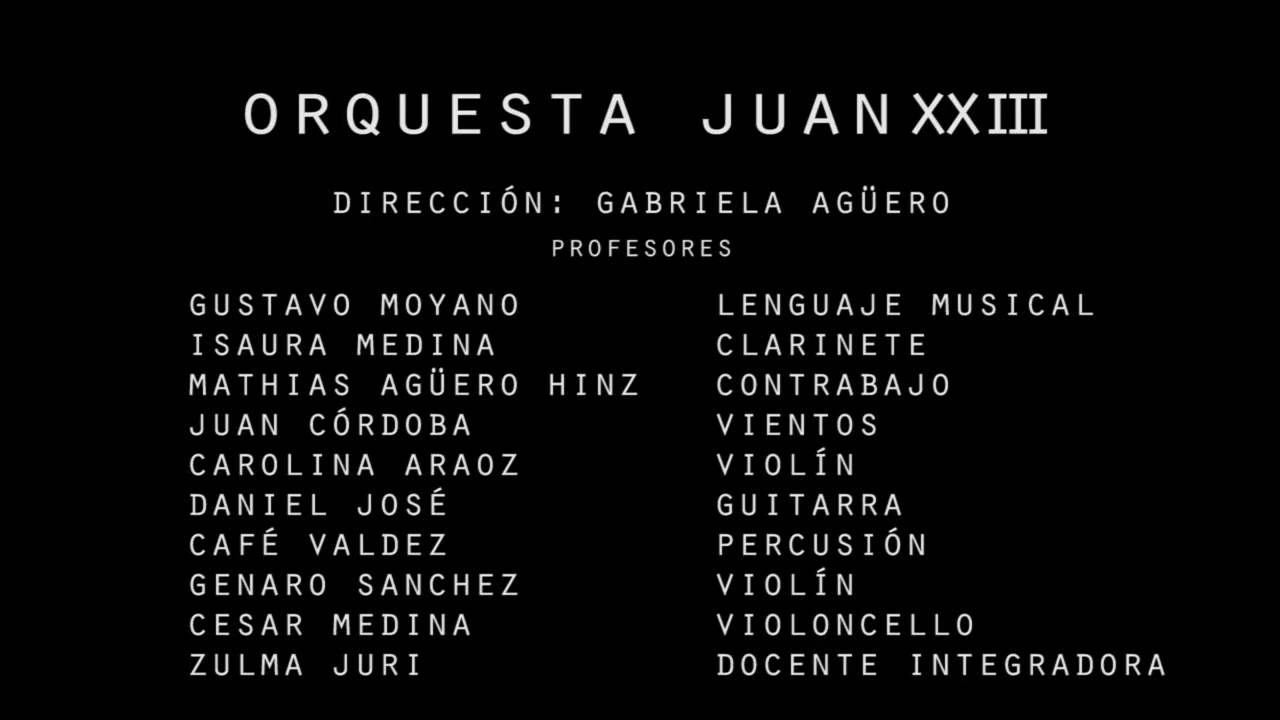 ORQUESTA JUAN XXIII
DIRECCIÓN: GABRIELA AGÜERO
PROFESORES
GUSTAVO MOYANO LENGUAJE MUSICAL
ISAURA MEDINA CLARINETE
MATHIAS AGÜERO HINZ CONTRABAJO
JUAN CÓRDOBA VIENTOS
CAROLINA ARAOZ VIOLÍN
DANIEL JOSÉ GUITARRA
CAFÉ VALDEZ PERCUSIÓN
GENARO SANCHEZ VIOLÍN
CESAR MEDINA VIOLONCELLO
ZULMA JURI DOCENTE INTEGRADORA